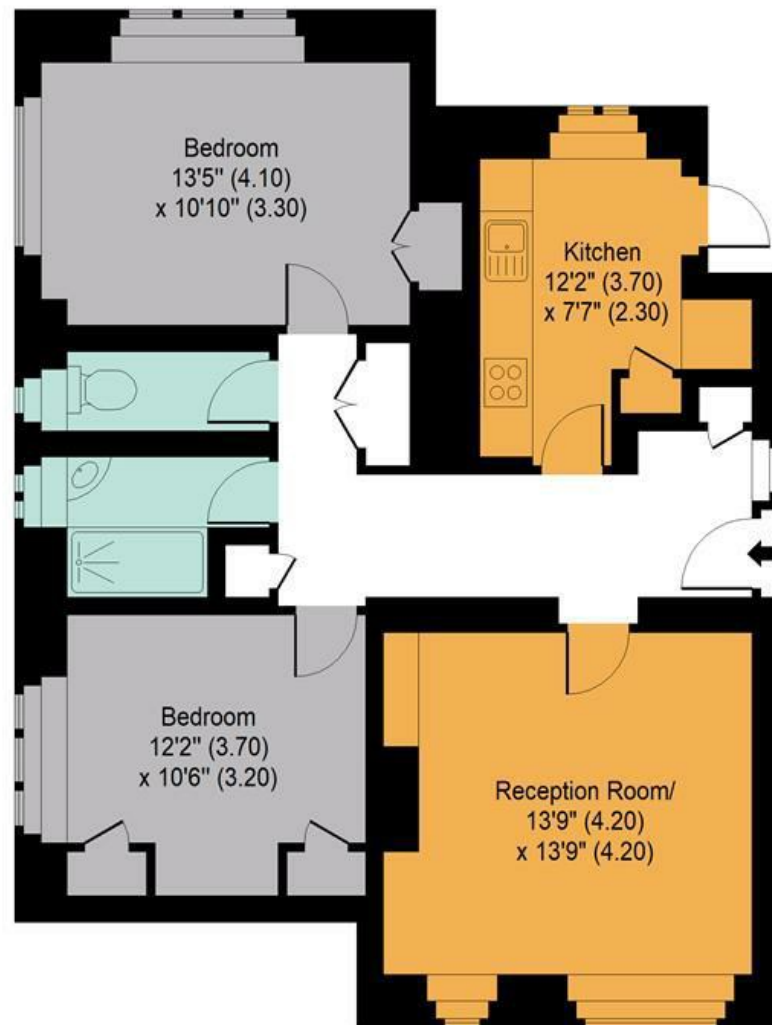 Bedroom
13'5" (4.10)
x 10'10" (3.30)
Kitchen
12'2" (3.70)
x 7'7" (2.30)
Bedroom
12'2" (3.70)
x 10'6" (3.20)
Reception Room/
13'9" (4.20)
x 13'9" (4.20)